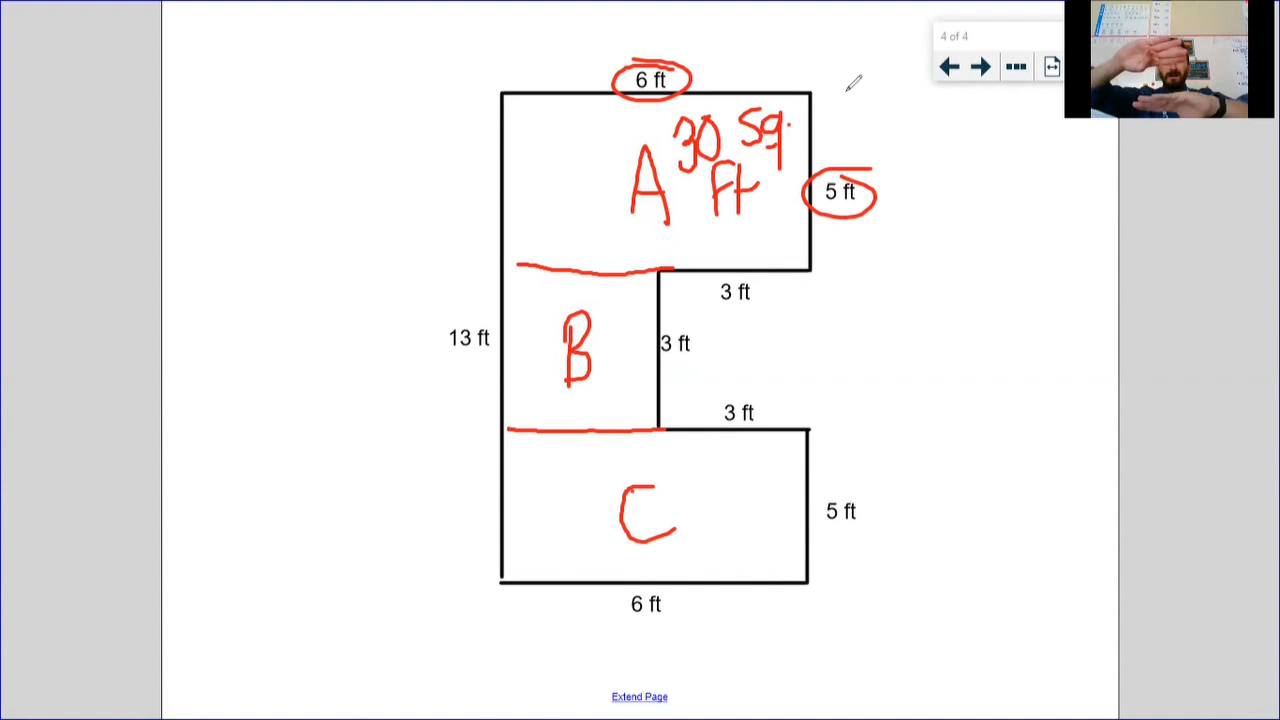 4 of 4
6 ft
30 sq.
ft
A
5 ft
3 ft
13 ft
B
3 ft
3 ft
C
5 ft
6 ft
Extend Page